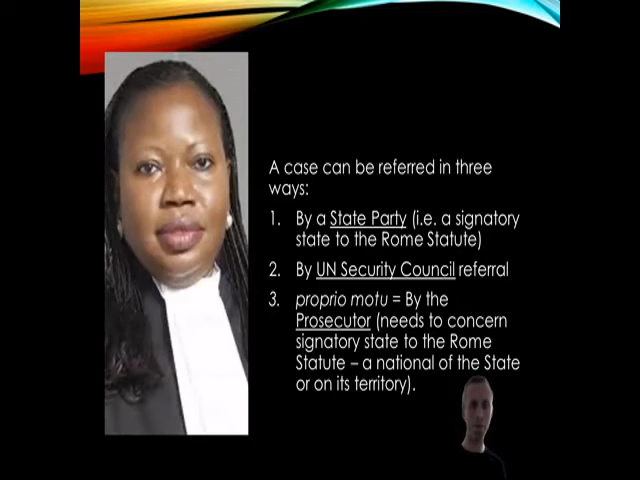 A case can be referred in three
ways:
1. By a State Party (i.e. a signatory
state to the Rome Statute)
2. By UN Security Council referral
3. proprio motu = By the
Prosecutor (needs to concern
signatory state to the Rome
Statute – a national of the State
or on its territory).